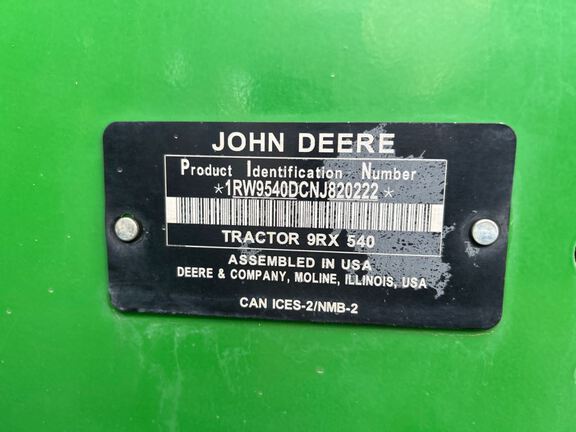 JOHN DEERE
Product Identification Number
*1RW9540DCNJ820222*
TRACTOR 9RX 540
ASSEMBLED IN USA
DEERE & COMPANY, MOLINE, ILLINOIS, USA
CAN ICES-2/NMB-2